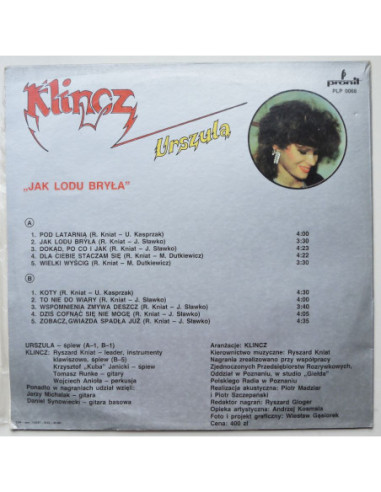 Klincz
Urszula
pronit
PLP 0066
„JAK LODU BRYŁA”
A
1. POD LATARNIĄ (R. Kniat – U. Kasprzak) 4:00
2. JAK LODU BRYŁA (R. Kniat – J. Sławko) 3:30
3. DOKĄD, PO CO I JAK (R. Kniat – J. Sławko) 4:23
4. DLA CIEBIE STACZAM SIĘ (R. Kniat – M. Dutkiewicz) 4:22
5. WIELKI WYŚCIG (R. Kniat – M. Dutkiewicz) 3:30
B
1. KOTY (R. Kniat – U. Kasprzak) 4:35
2. TO NIE DO WIARY (R. Kniat – J. Sławko) 4:00
3. WSPOMNIENIA ZMYWA DESZCZ (R. Kniat – J. Sławko) 3:40
4. DZIŚ COFNĄĆ SIĘ NIE MOGĘ (R. Kniat – J. Sławko) 4:05
5. ZOBACZ, GWIAZDA SPADŁA JUŻ (R. Kniat – J. Sławko) 4:35
URSZULA – śpiew (A–1, B–1)
KLINCZ: Ryszard Kniat – leader, instrumenty
klawiszowe, śpiew (B–5)
Krzysztof „Kuba” Jonicki – śpiew
Tomasz Runke – gitary
Wojciech Anioła – perkusja
Ponadto w nagraniach udział wzięli:
Jerzy Michalak – gitara
Daniel Synowiecki – gitara basowa
Aranżacje: KLINCZ
Kierownictwo muzyczne: Ryszard Kniat
Nagrania zrealizowano przy współpracy
Zjednoczonych Przedsiębiorstw Rozrywkowych,
Oddział w Poznaniu, w studio „Giełda”
Polskiego Radia w Poznaniu
Realizacja akustyczna: Piotr Madziar
i Piotr Szczepański
Redaktor nagrań: Ryszard Gloger
Opieka artystyczna: Andrzej Kosmala
Foto i projekt graficzny: Wiesław Gąsiorek
Cena: 400 zł